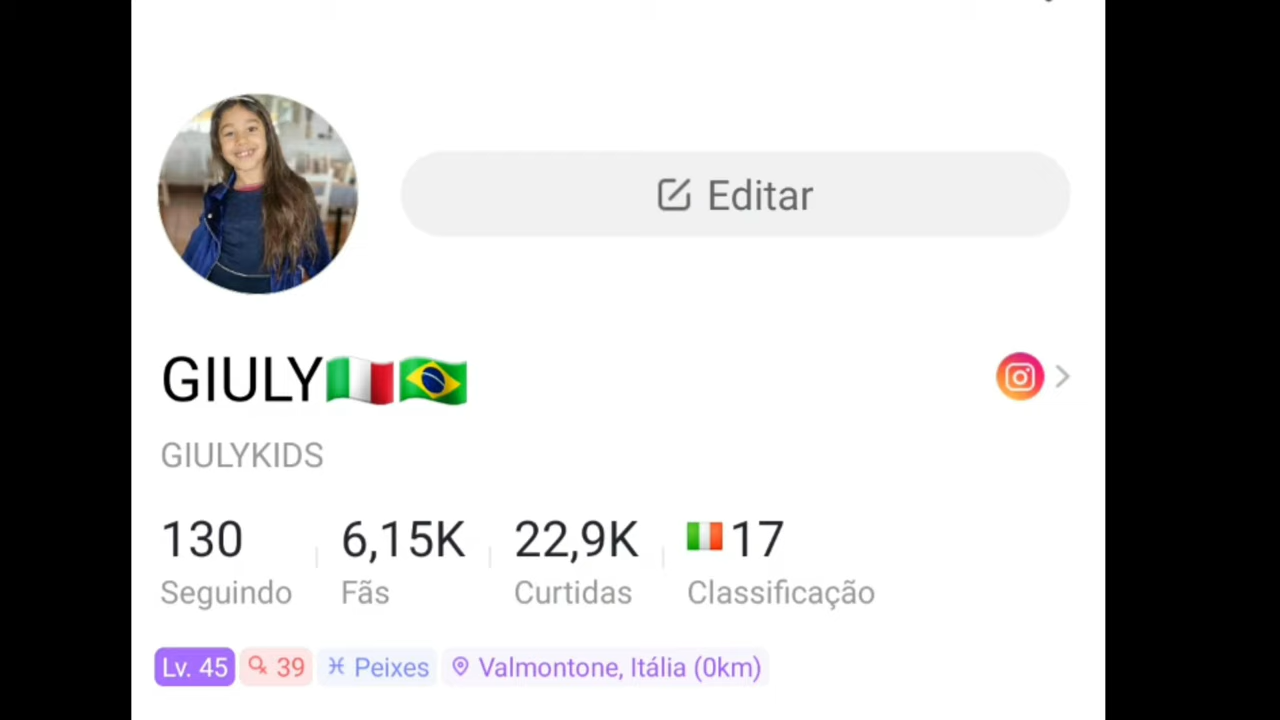 Editar
GIULY🇮🇹🇧🇷
GIULYKIDS
130 6,15K 22,9K 17
Seguindo Fãs Curtidas Classificação
Lv. 45 39 Peixes Valmontone, Itália (0km)